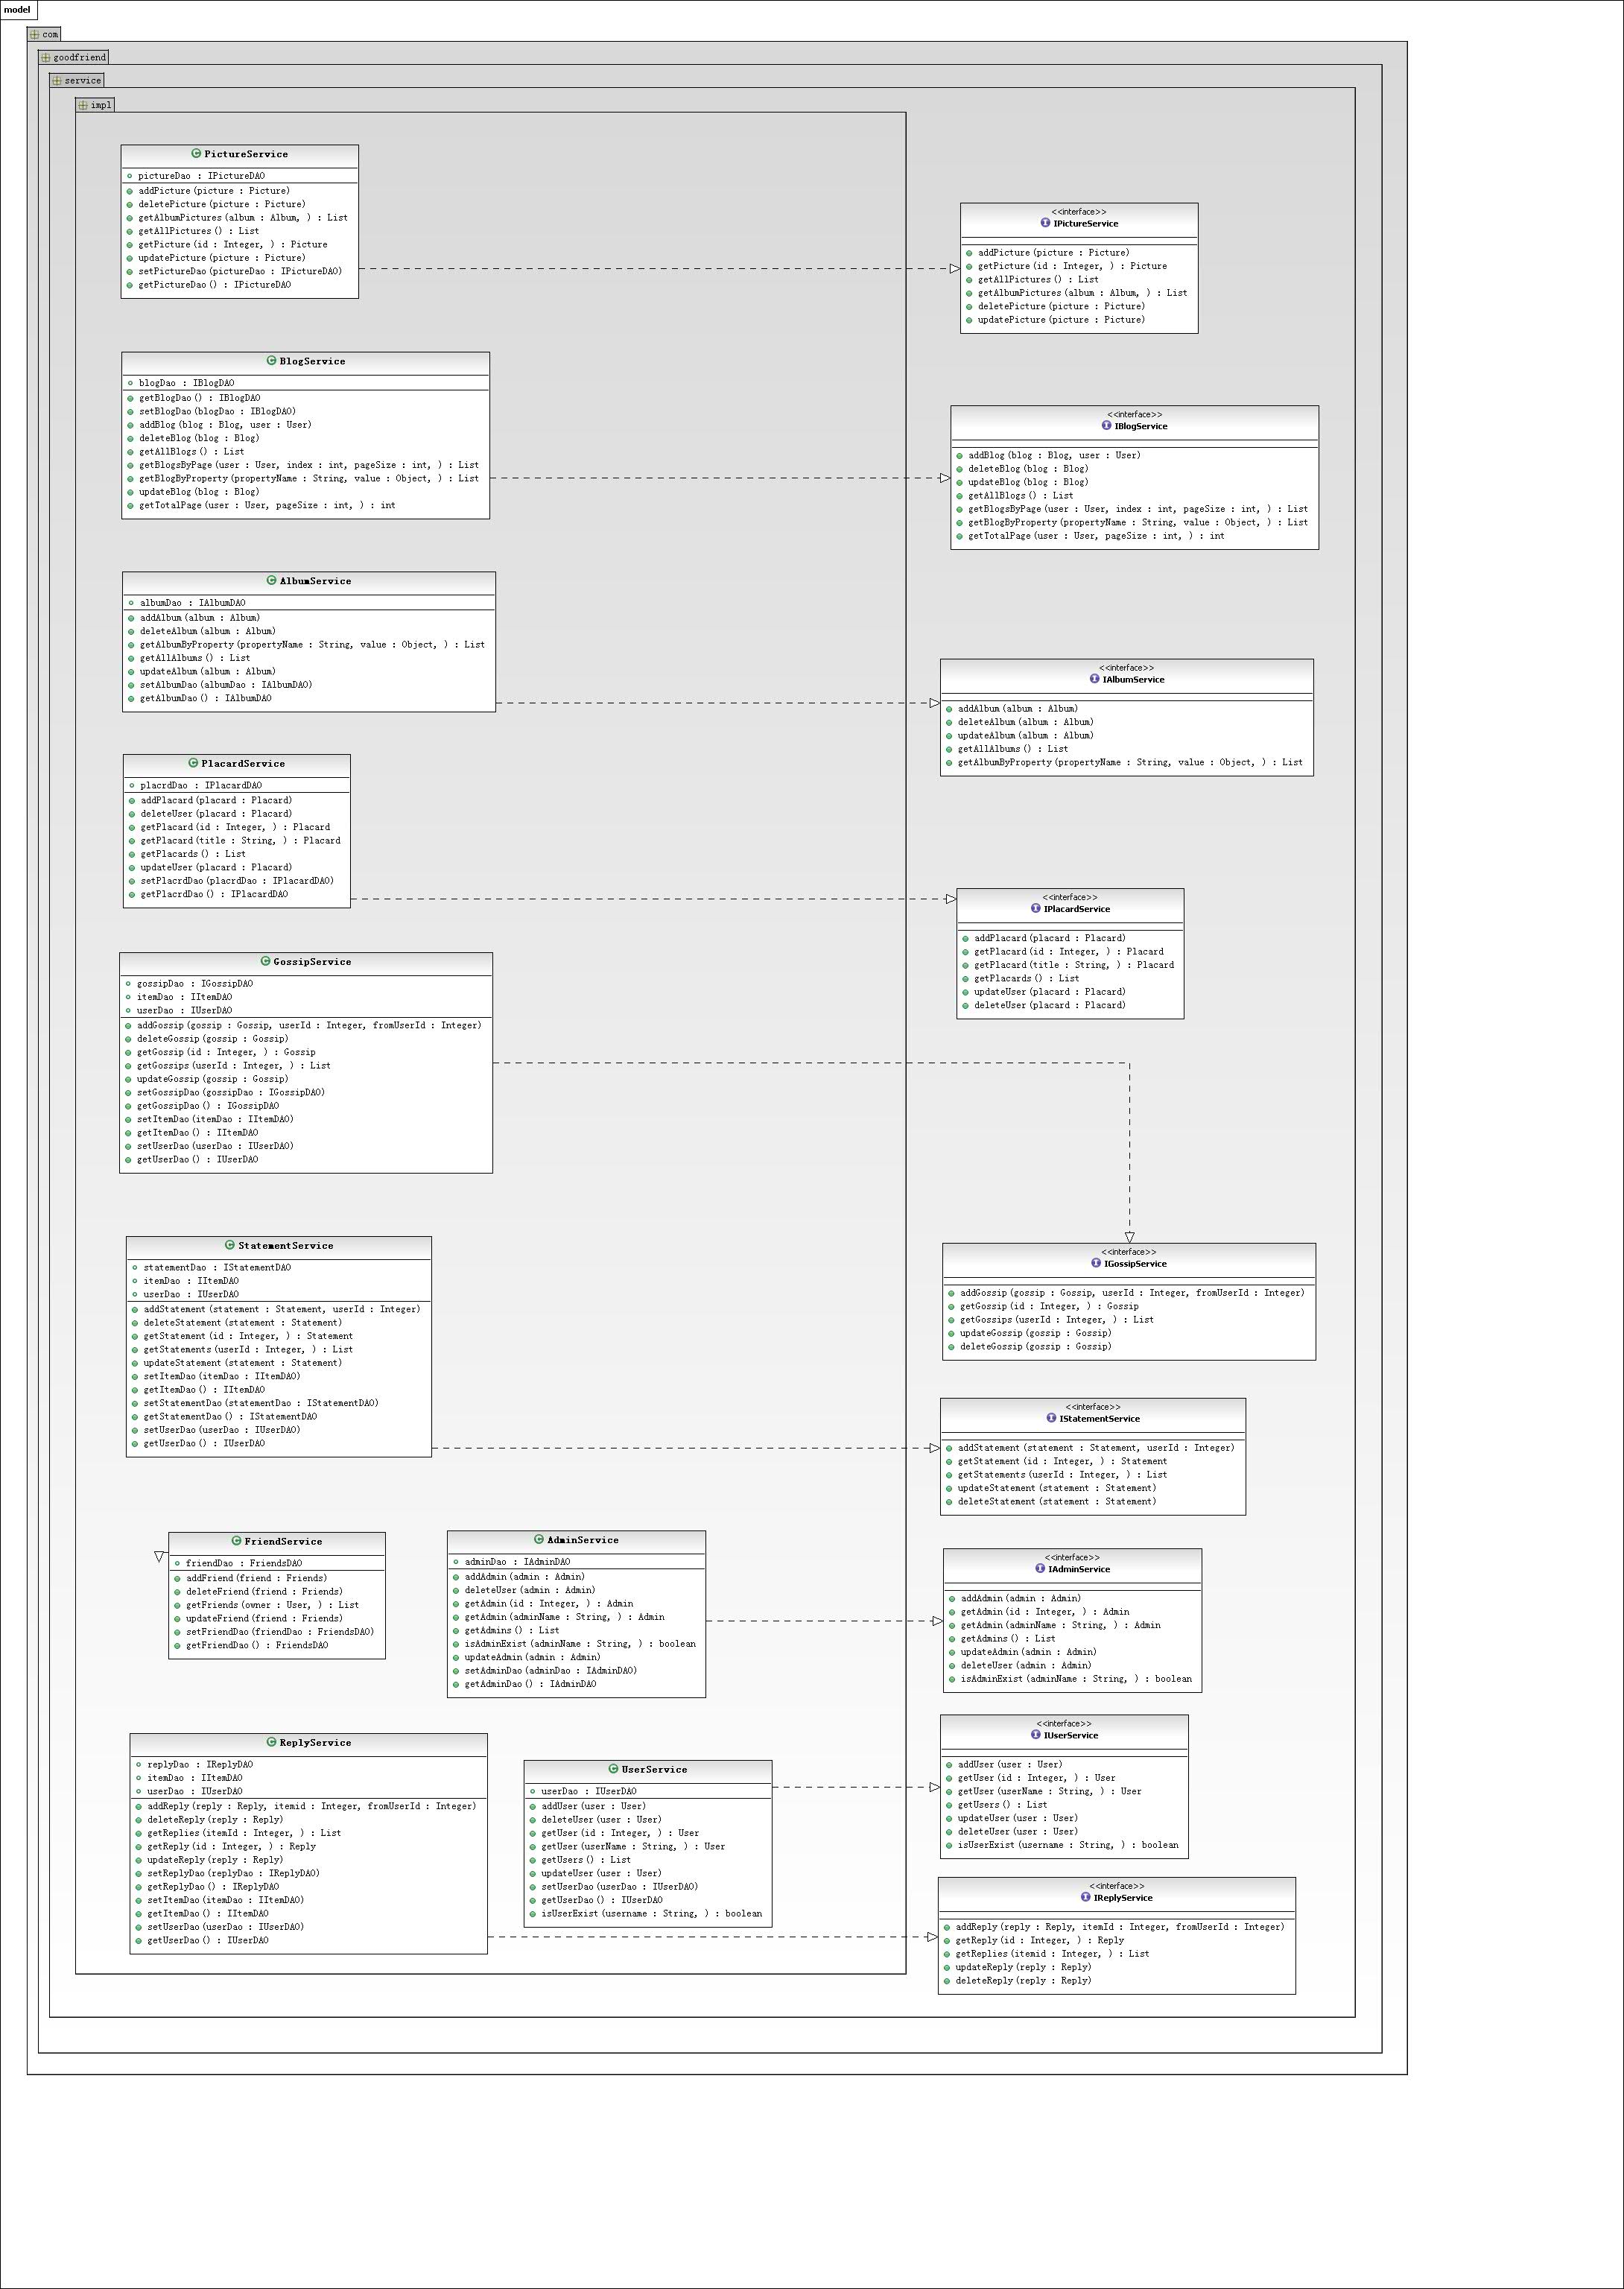 model
com
goodfriend
service
impl
PictureService
pictureDao : IPictureDAO
addPicture(picture : Picture)
deletePicture(picture : Picture)
getAlbumPictures(album : Album, ) : List
getAllPictures() : List
getPicture(id : Integer, ) : Picture
updatePicture(picture : Picture)
setPictureDao(pictureDao : IPictureDAO)
getPictureDao() : IPictureDAO
<<interface>>
IPictureService
addPicture(picture : Picture)
getPicture(id : Integer, ) : Picture
getAllPictures() : List
getAlbumPictures(album : Album, ) : List
deletePicture(picture : Picture)
updatePicture(picture : Picture)
BlogService
blogDao : IBlogDAO
getBlogDao() : IBlogDAO
setBlogDao(blogDao : IBlogDAO)
addBlog(blog : Blog, user : User)
deleteBlog(blog : Blog)
getAllBlogs() : List
getBlogsByPage(user : User, index : int, pageSize : int, ) : List
getBlogByProperty(propertyName : String, value : Object, ) : List
updateBlog(blog : Blog)
getTotalPage(user : User, pageSize : int, ) : int
<<interface>>
IBlogService
addBlog(blog : Blog, user : User)
deleteBlog(blog : Blog)
updateBlog(blog : Blog)
getAllBlogs() : List
getBlogsByPage(user : User, index : int, pageSize : int, ) : List
getBlogByProperty(propertyName : String, value : Object, ) : List
getTotalPage(user : User, pageSize : int, ) : int
AlbumService
albumDao : IAlbumDAO
addAlbum(album : Album)
deleteAlbum(album : Album)
getAlbumByProperty(propertyName : String, value : Object, ) : List
getAllAlbums() : List
updateAlbum(album : Album)
setAlbumDao(albumDao : IAlbumDAO)
getAlbumDao() : IAlbumDAO
<<interface>>
IAlbumService
addAlbum(album : Album)
deleteAlbum(album : Album)
updateAlbum(album : Album)
getAllAlbums() : List
getAlbumByProperty(propertyName : String, value : Object, ) : List
PlacardService
placrdDao : IPlacardDAO
addPlacard(placard : Placard)
deleteUser(placard : Placard)
getPlacard(id : Integer, ) : Placard
getPlacard(title : String, ) : Placard
getPlacards() : List
updateUser(placard : Placard)
setPlacrdDao(placrdDao : IPlacardDAO)
getPlacrdDao() : IPlacardDAO
<<interface>>
IPlacardService
addPlacard(placard : Placard)
getPlacard(id : Integer, ) : Placard
getPlacard(title : String, ) : Placard
getPlacards() : List
updateUser(placard : Placard)
deleteUser(placard : Placard)
GossipService
gossipDao : IGossipDAO
itemDao : IItemDAO
userDao : IUserDAO
addGossip(gossip : Gossip, userId : Integer, fromUserId : Integer)
deleteGossip(gossip : Gossip)
getGossip(id : Integer, ) : Gossip
getGossips(userId : Integer, ) : List
updateGossip(gossip : Gossip)
setGossipDao(gossipDao : IGossipDAO)
getGossipDao() : IGossipDAO
setItemDao(itemDao : IItemDAO)
getItemDao() : IItemDAO
setUserDao(userDao : IUserDAO)
getUserDao() : IUserDAO
<<interface>>
IGossipService
addGossip(gossip : Gossip, userId : Integer, fromUserId : Integer)
getGossip(id : Integer, ) : Gossip
getGossips(userId : Integer, ) : List
updateGossip(gossip : Gossip)
deleteGossip(gossip : Gossip)
StatementService
statementDao : IStatementDAO
itemDao : IItemDAO
userDao : IUserDAO
addStatement(statement : Statement, userId : Integer)
deleteStatement(statement : Statement)
getStatement(id : Integer, ) : Statement
getStatements(userId : Integer, ) : List
updateStatement(statement : Statement)
setItemDao(itemDao : IItemDAO)
getItemDao() : IItemDAO
setStatementDao(statementDao : IStatementDAO)
getStatementDao() : IStatementDAO
setUserDao(userDao : IUserDAO)
getUserDao() : IUserDAO
<<interface>>
IStatementService
addStatement(statement : Statement, userId : Integer)
getStatement(id : Integer, ) : Statement
getStatements(userId : Integer, ) : List
updateStatement(statement : Statement)
deleteStatement(statement : Statement)
FriendService
friendDao : FriendsDAO
addFriend(friend : Friends)
deleteFriend(friend : Friends)
getFriends(owner : User, ) : List
updateFriend(friend : Friends)
setFriendDao(friendDao : FriendsDAO)
getFriendDao() : FriendsDAO
AdminService
adminDao : IAdminDAO
addAdmin(admin : Admin)
deleteUser(admin : Admin)
getAdmin(id : Integer, ) : Admin
getAdmin(adminName : String, ) : Admin
getAdmins() : List
isAdminExist(adminName : String, ) : boolean
updateAdmin(admin : Admin)
setAdminDao(adminDao : IAdminDAO)
getAdminDao() : IAdminDAO
<<interface>>
IAdminService
addAdmin(admin : Admin)
getAdmin(id : Integer, ) : Admin
getAdmin(adminName : String, ) : Admin
getAdmins() : List
updateAdmin(admin : Admin)
deleteUser(admin : Admin)
isAdminExist(adminName : String, ) : boolean
ReplyService
replyDao : IReplyDAO
itemDao : IItemDAO
userDao : IUserDAO
addReply(reply : Reply, itemid : Integer, fromUserId : Integer)
deleteReply(reply : Reply)
getReplies(itemId : Integer, ) : List
getReply(id : Integer, ) : Reply
updateReply(reply : Reply)
setReplyDao(replyDao : IReplyDAO)
getReplyDao() : IReplyDAO
setItemDao(itemDao : IItemDAO)
getItemDao() : IItemDAO
setUserDao(userDao : IUserDAO)
getUserDao() : IUserDAO
UserService
userDao : IUserDAO
addUser(user : User)
deleteUser(user : User)
getUser(id : Integer, ) : User
getUser(userName : String, ) : User
getUsers() : List
updateUser(user : User)
setUserDao(userDao : IUserDAO)
getUserDao() : IUserDAO
isUserExist(username : String, ) : boolean
<<interface>>
IUserService
addUser(user : User)
getUser(id : Integer, ) : User
getUser(userName : String, ) : User
getUsers() : List
updateUser(user : User)
deleteUser(user : User)
isUserExist(username : String, ) : boolean
<<interface>>
IReplyService
addReply(reply : Reply, itemId : Integer, fromUserId : Integer)
getReply(id : Integer, ) : Reply
getReplies(itemid : Integer, ) : List
updateReply(reply : Reply)
deleteReply(reply : Reply)